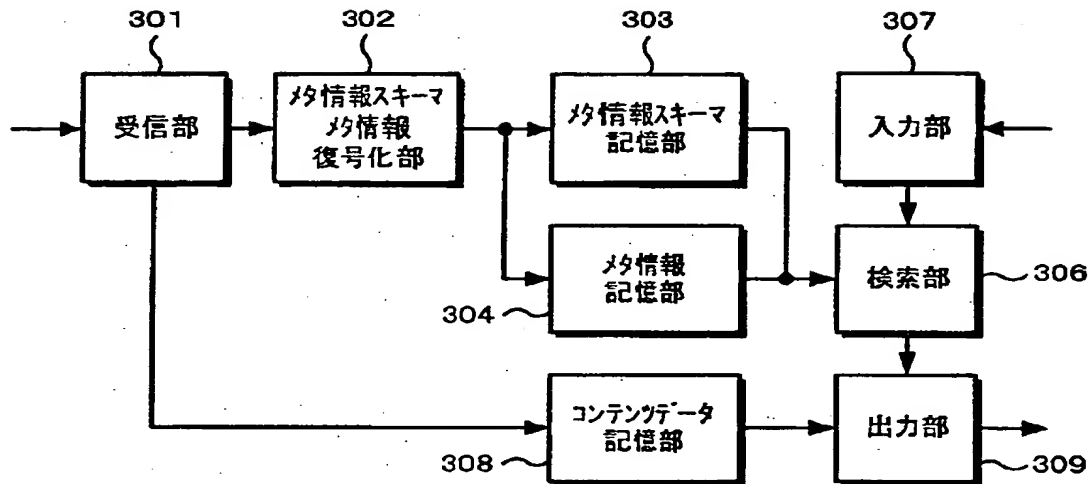 301
302
303
307
受信部
メタ情報スキーマ
メタ情報
復号化部
メタ情報スキーマ
記憶部
入力部
メタ情報
記憶部
304
検索部
306
コンテンツデータ
記憶部
308
出力部
309